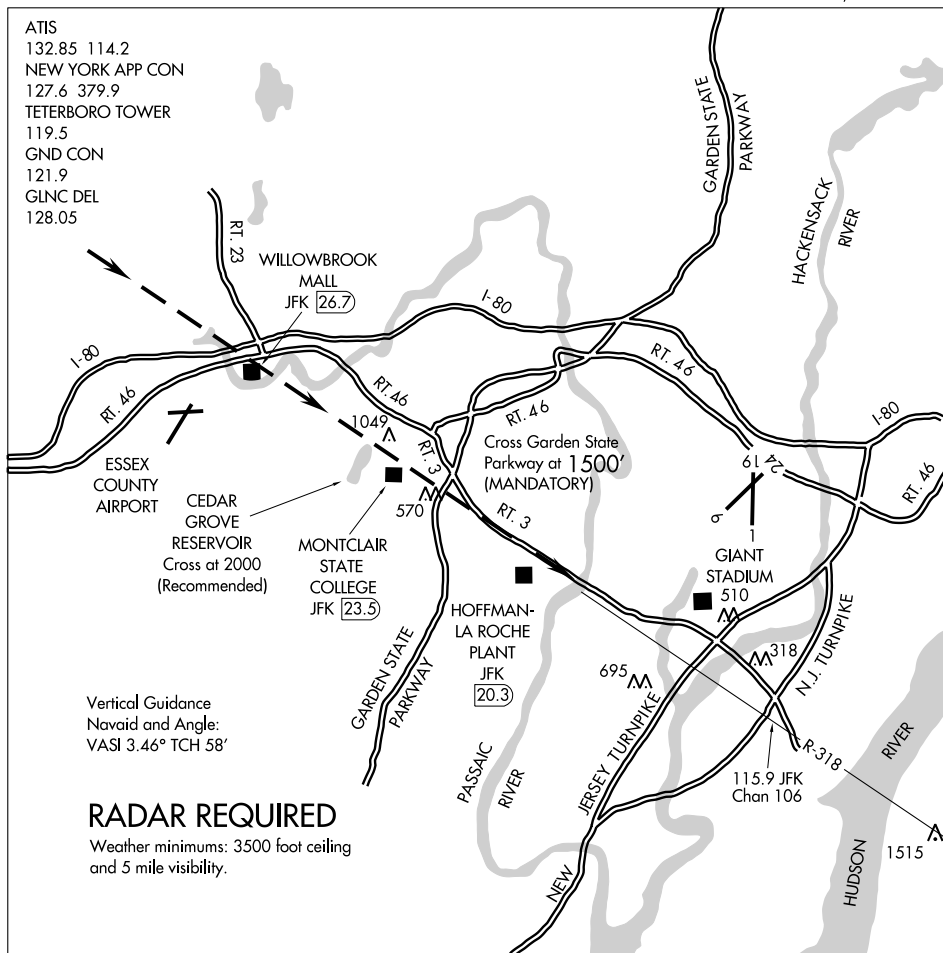 ATIS
132.85 114.2
NEW YORK APP CON
127.6 379.9
TETERBORO TOWER
119.5
GND CON
121.9
GLNC DEL
128.05
GARDEN STATE
PARKWAY
HACKENSACK
RIVER
RT. 23
WILLOWBROOK
MALL
JFK 26.7
I-80
I-80
RT. 46
RT. 46
RT. 46
RT. 46
I-80
RT. 46
1049
RT. 3
Cross Garden State
Parkway at 1500'
(MANDATORY)
ESSEX
COUNTY
AIRPORT
CEDAR
GROVE
RESERVOIR
Cross at 2000
(Recommended)
570
MONTCLAIR
STATE
COLLEGE
JFK 23.5
RT. 3
19
24
6
1
GIANT
STADIUM
510
HOFFMAN-
LA ROCHE
PLANT
JFK
20.3
695
318
N.J. TURNPIKE
GARDEN STATE
PARKWAY
Vertical Guidance
Navaid and Angle:
VASI 3.46° TCH 58'
PASSAIC
RIVER
NEW
JERSEY TURNPIKE
R-318
115.9 JFK
Chan 106
HUDSON
RIVER
1515
RADAR REQUIRED
Weather minimums: 3500 foot ceiling
and 5 mile visibility.